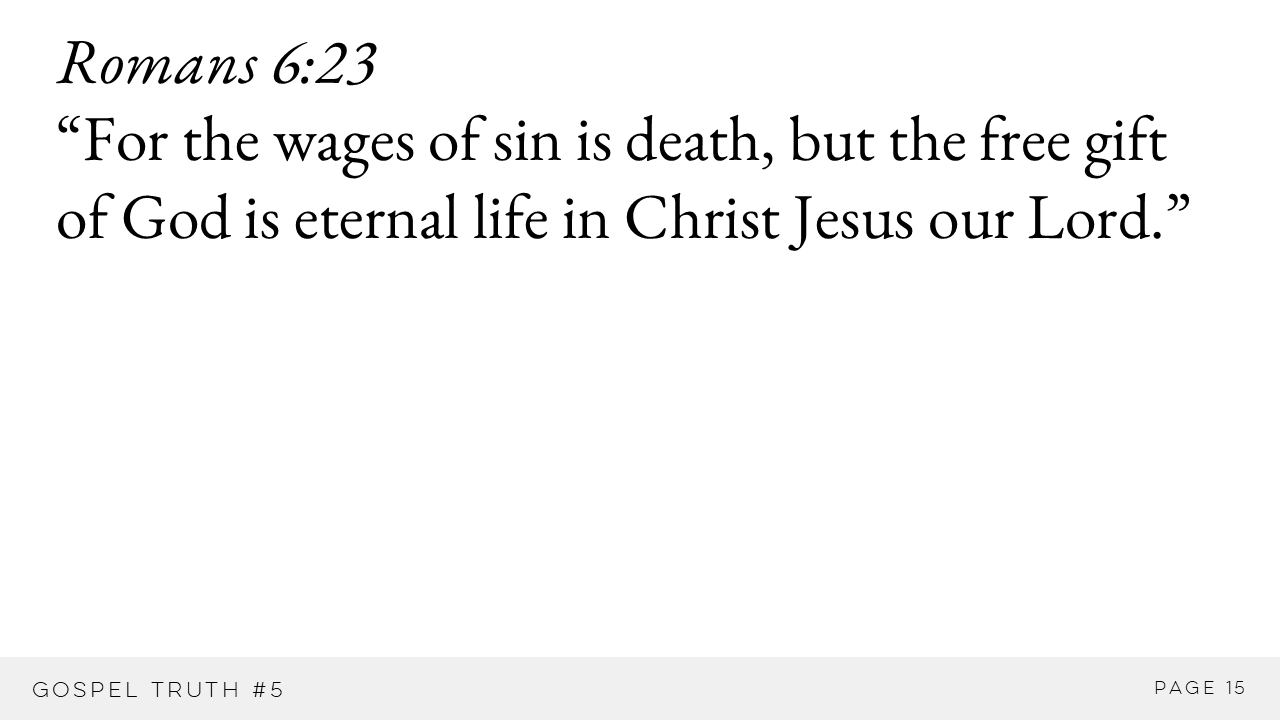 Romans 6:23
“For the wages of sin is death, but the free gift
of God is eternal life in Christ Jesus our Lord.”
GOSPEL TRUTH #5
PAGE 15